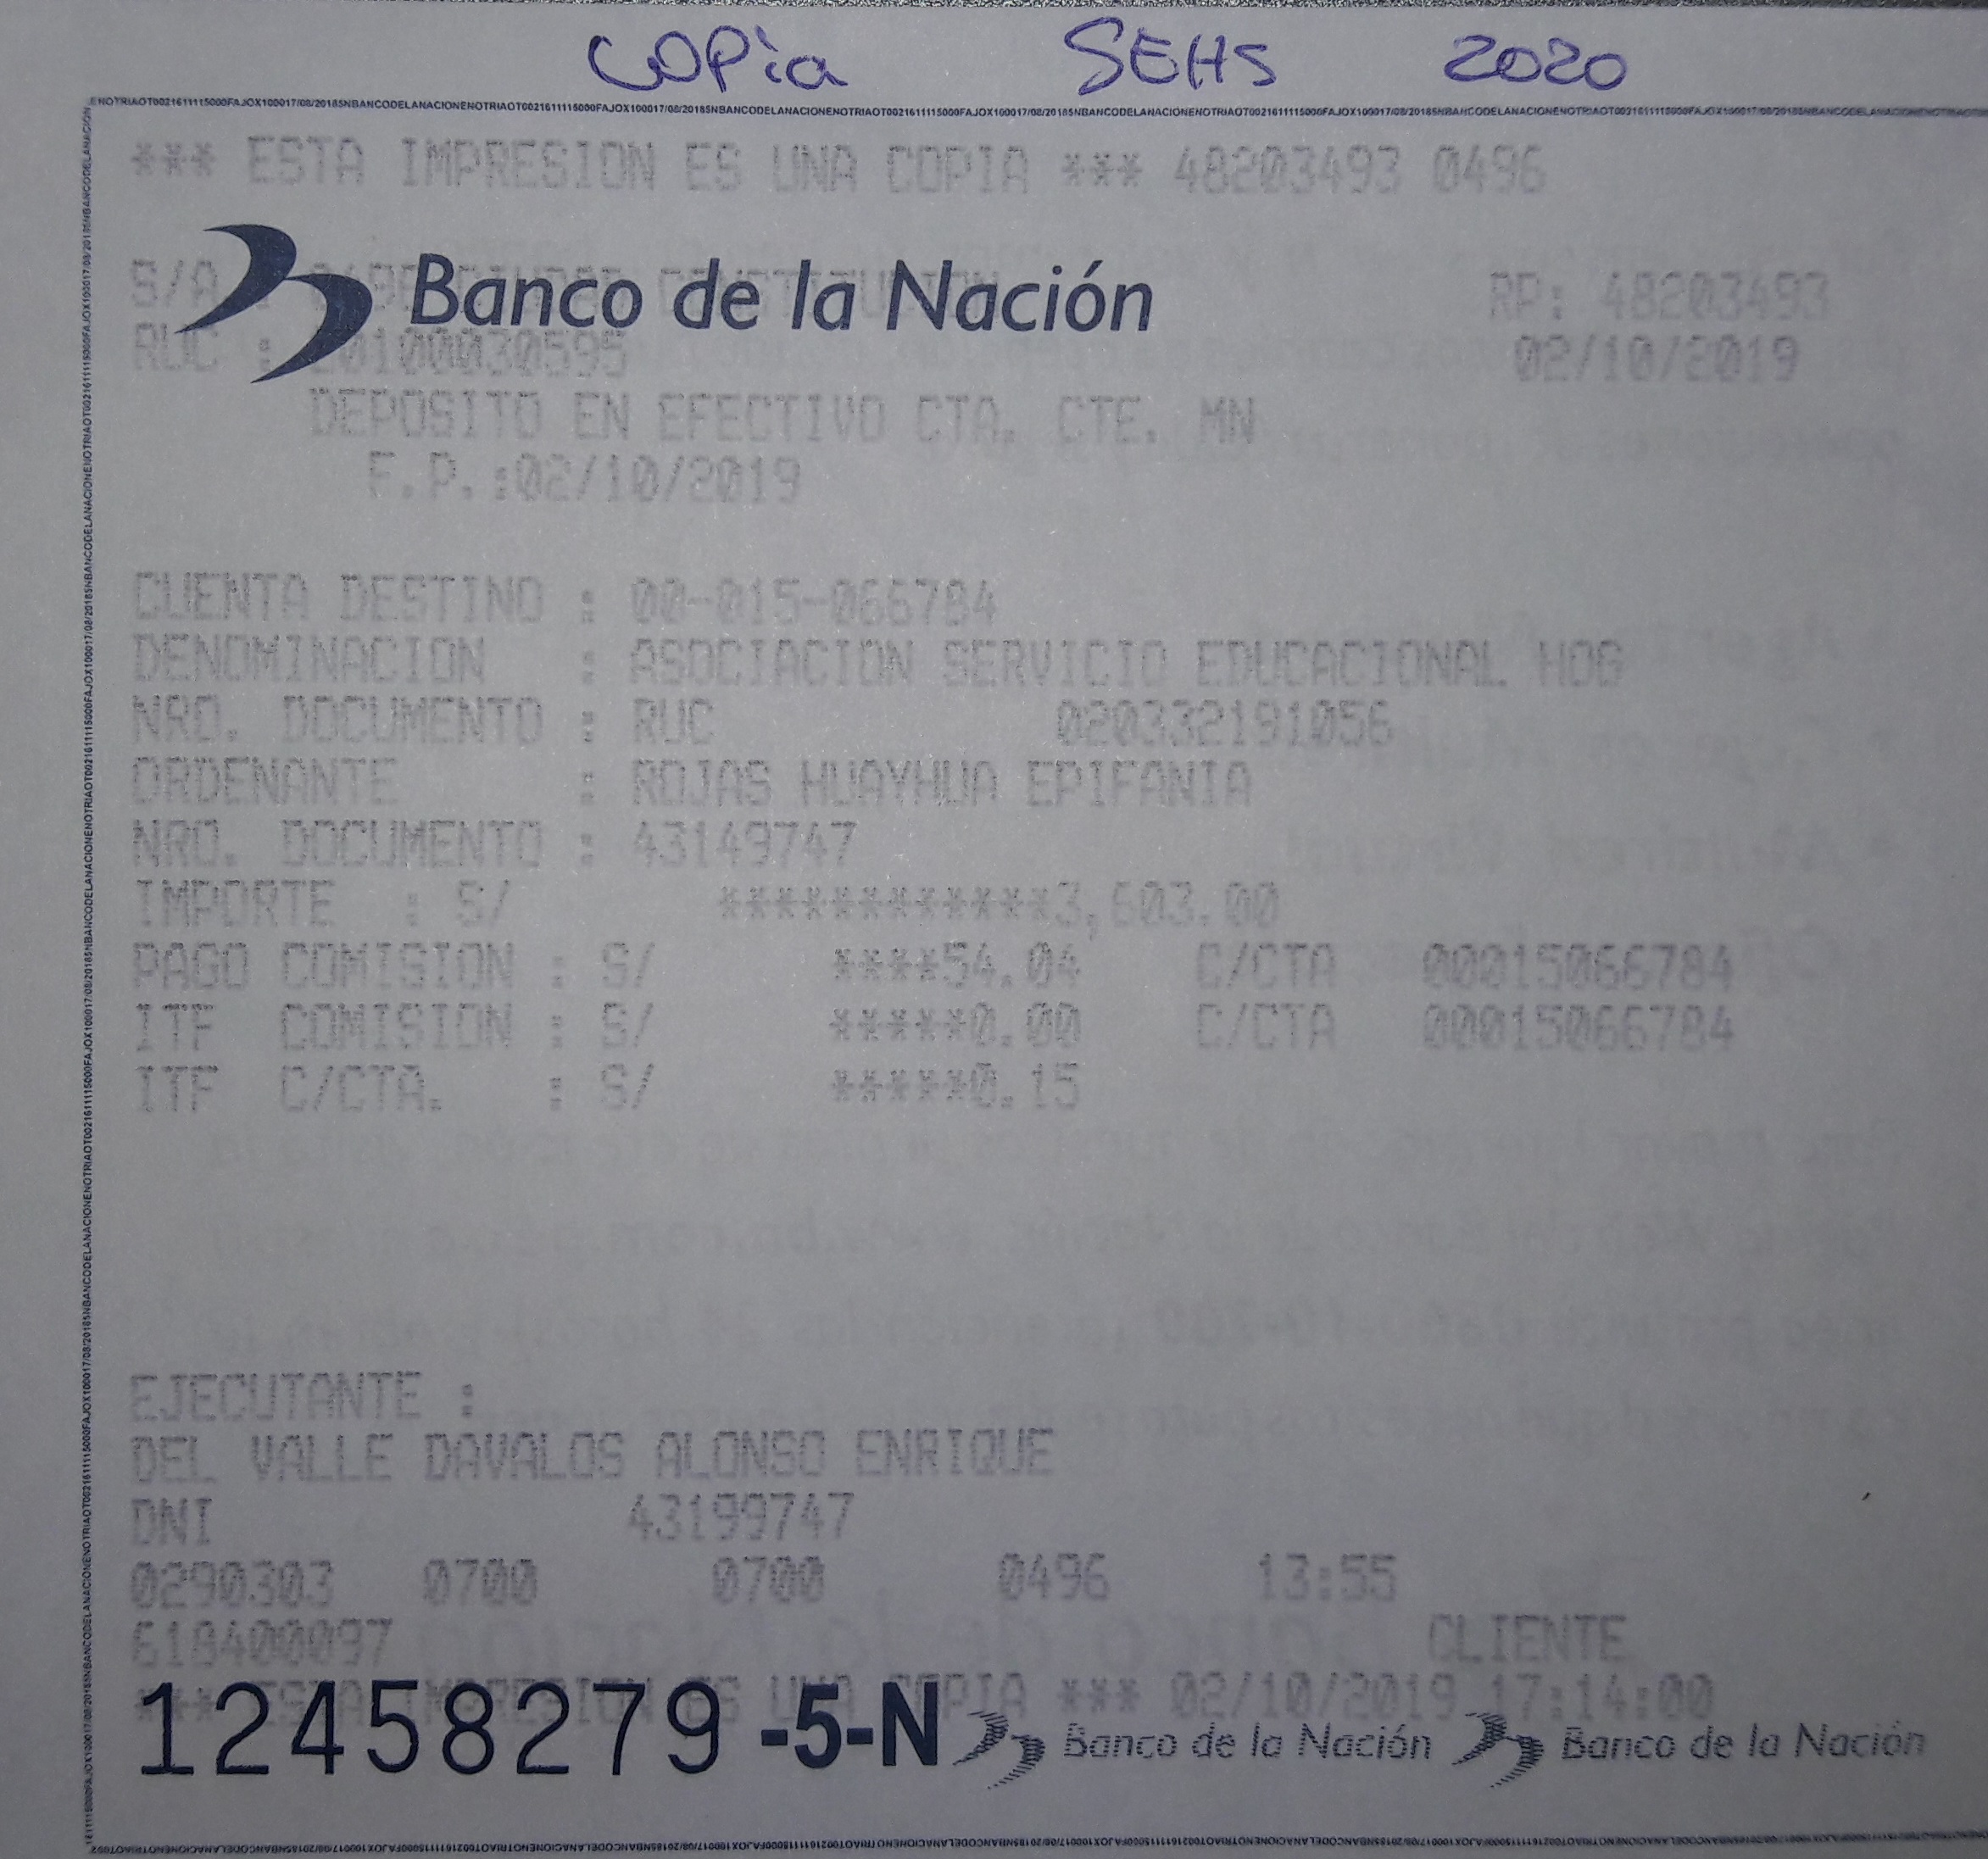 COPia SEHS 2020
*** ESTA IMPRESION ES UNA COPIA *** 48203493 0496
Banco de la Nación
S/A RP: 48203493
RUC : 20100030595 02/10/2019
DEPOSITO EN EFECTIVO CTA. CTE. MN
F.P.:02/10/2019
CUENTA DESTINO : 00-015-066784
DENOMINACION : ASOCIACION SERVICIO EDUCACIONAL HOG
NRO. DOCUMENTO : RUC 020332191056
ORDENANTE : ROJAS HUAYHUA EPIFANIA
NRO. DOCUMENTO : 43149747
IMPORTE : S/ ************3,603.00
PAGO COMISION : S/ ****54.04 C/CTA 00015066784
ITF COMISION : S/ *****0.00 C/CTA 00015066784
ITF C/CTA. : S/ *****0.15
EJECUTANTE :
DEL VALLE DAVALOS ALONSO ENRIQUE
DNI 43199747
0290303 0700 0700 0496 13:55
618400097 CLIENTE
*** ESTA IMPRESION ES UNA COPIA *** 02/10/2019 17:14:00
12458279 -5-N Banco de la Nación Banco de la Nación